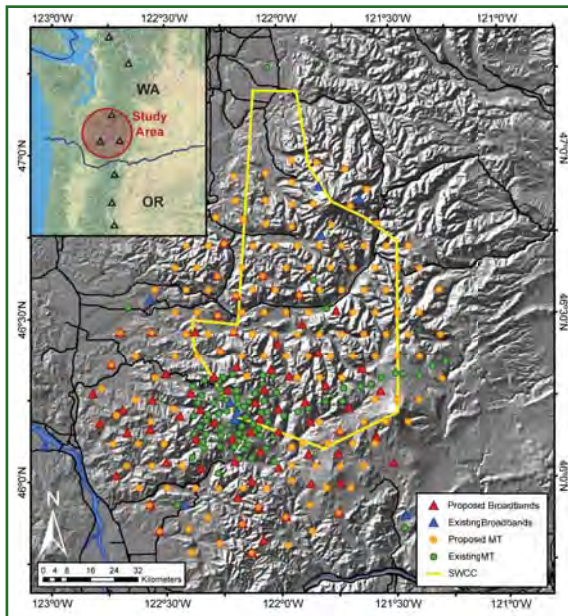 123°0'W 122°30'W 122°0'W 121°30'W 121°0'W
WA
Study
Area
OR
47°0'N
47°0'N
46°30'N
46°30'N
46°0'N
46°0'N
N
0 4 8 16 24 32
Kilometers
Proposed Broadbands
Existing Broadbands
Proposed MT
Existing MT
SWCC
123°0'W 122°30'W 122°0'W 121°30'W 121°0'W